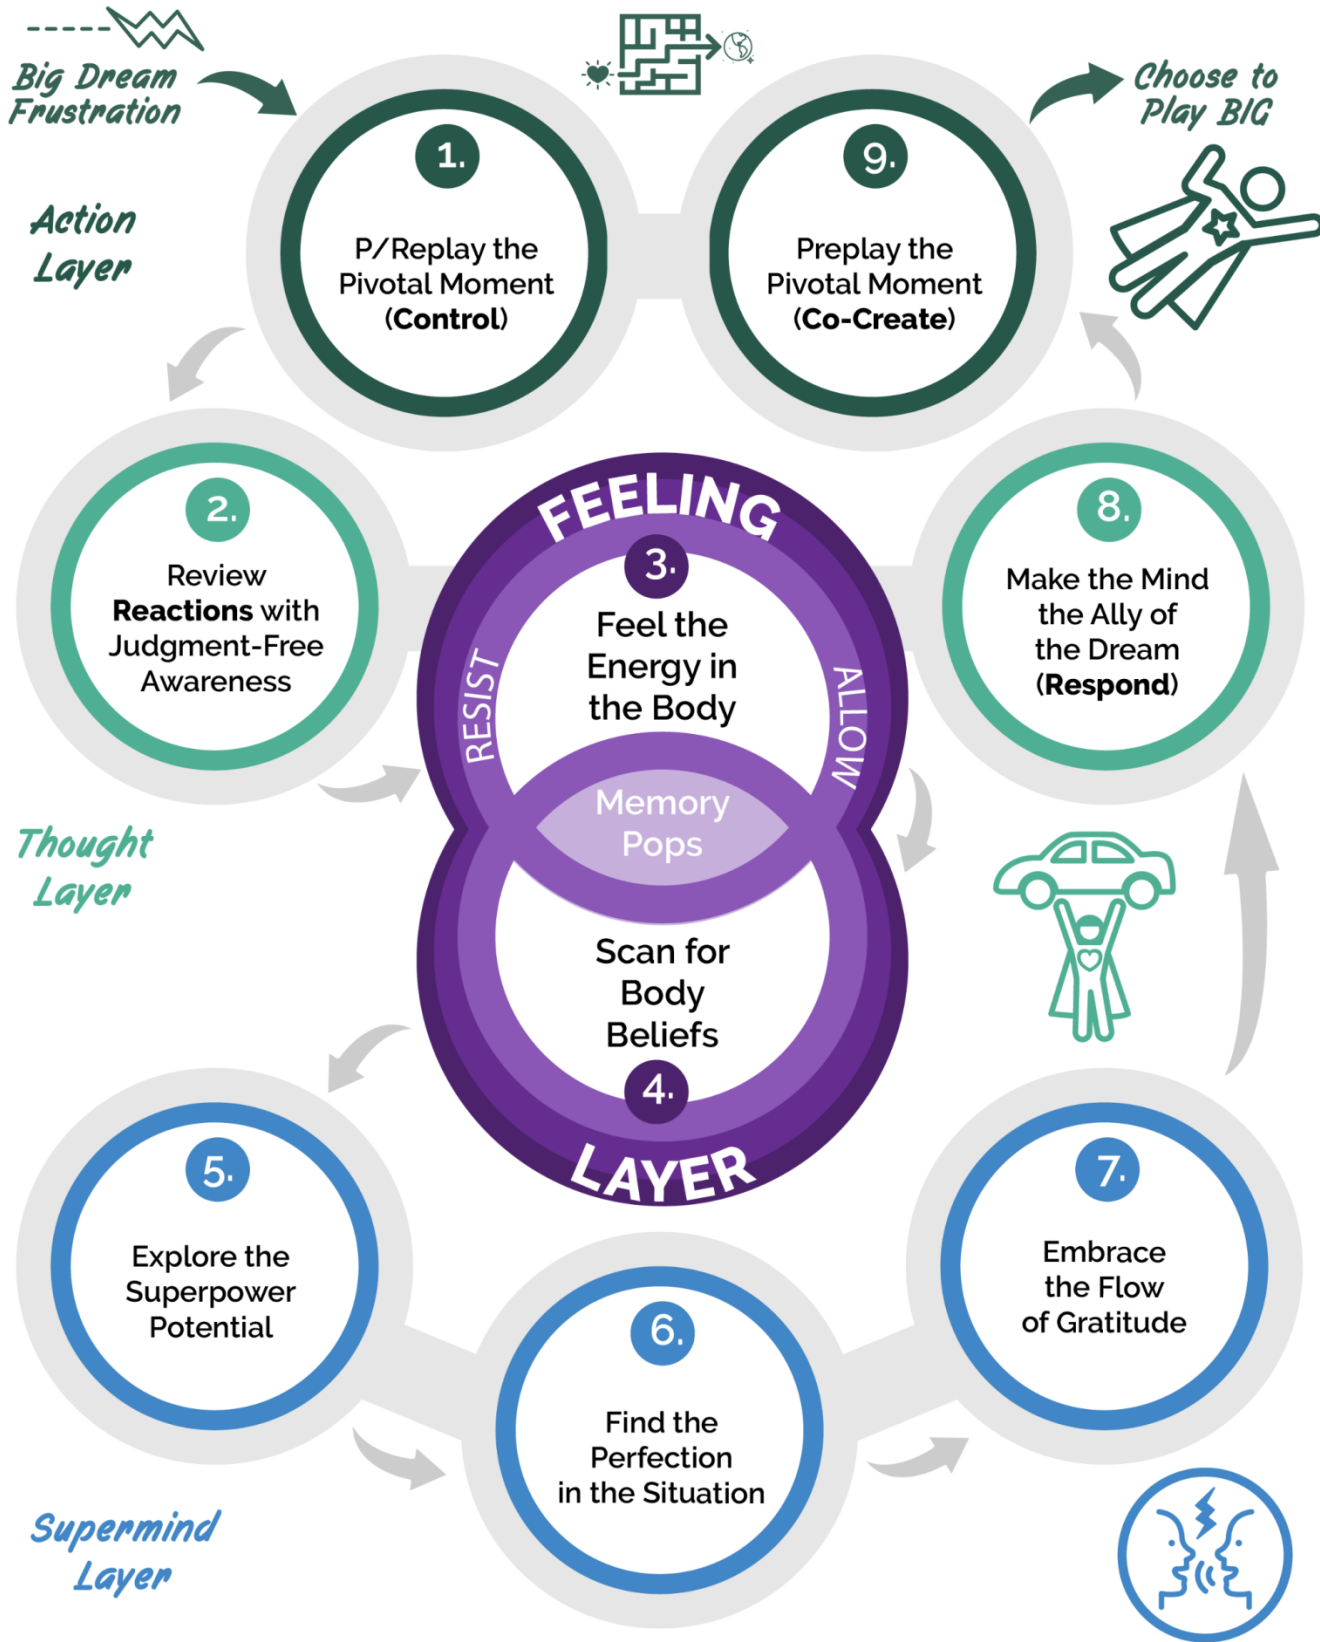 Big Dream
Frustration
Choose to
Play BIG
Action
Layer
1.
P/Replay the
Pivotal Moment
(Control)
9.
Preplay the
Pivotal Moment
(Co-Create)
2.
Review
Reactions with
Judgment-Free
Awareness
FEELING
3.
Feel the
Energy in
the Body
RESIST
ALLOW
Memory
Pops
Scan for
Body
Beliefs
4.
LAYER
8.
Make the Mind
the Ally of
the Dream
(Respond)
Thought
Layer
5.
Explore the
Superpower
Potential
6.
Find the
Perfection
in the Situation
7.
Embrace
the Flow
of Gratitude
Supermind
Layer